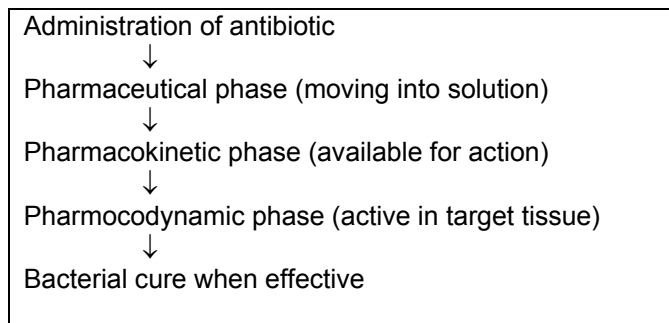 Administration of antibiotic
↓
Pharmaceutical phase (moving into solution)
↓
Pharmacokinetic phase (available for action)
↓
Pharmocodynamic phase (active in target tissue)
↓
Bacterial cure when effective